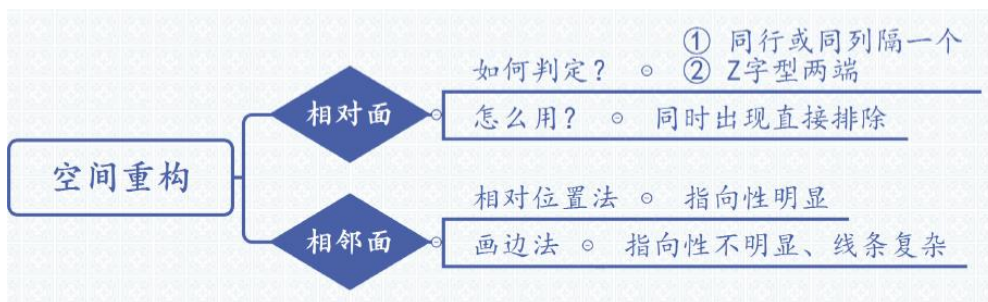 空间重构
相对面
如何判定？ ① 同行或同列隔一个
② Z字型两端
怎么用？ 同时出现直接排除
相邻面
相对位置法 指向性明显
画边法 指向性不明显、线条复杂